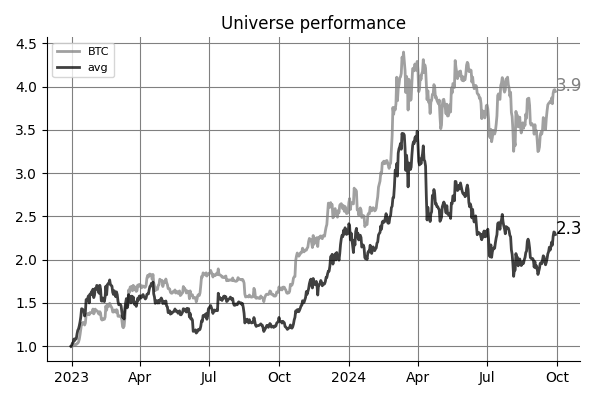 Universe performance
4.5
4.0
3.5
3.0
2.5
2.0
1.5
1.0
BTC
avg
3.9
2.3
2023
Apr
Jul
Oct
2024
Apr
Jul
Oct